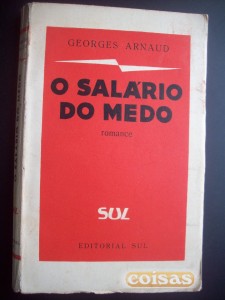 GEORGES ARNAUD
O SALÁRIO
DO MEDO
romance
SUL
EDITORIAL SUL
coisas